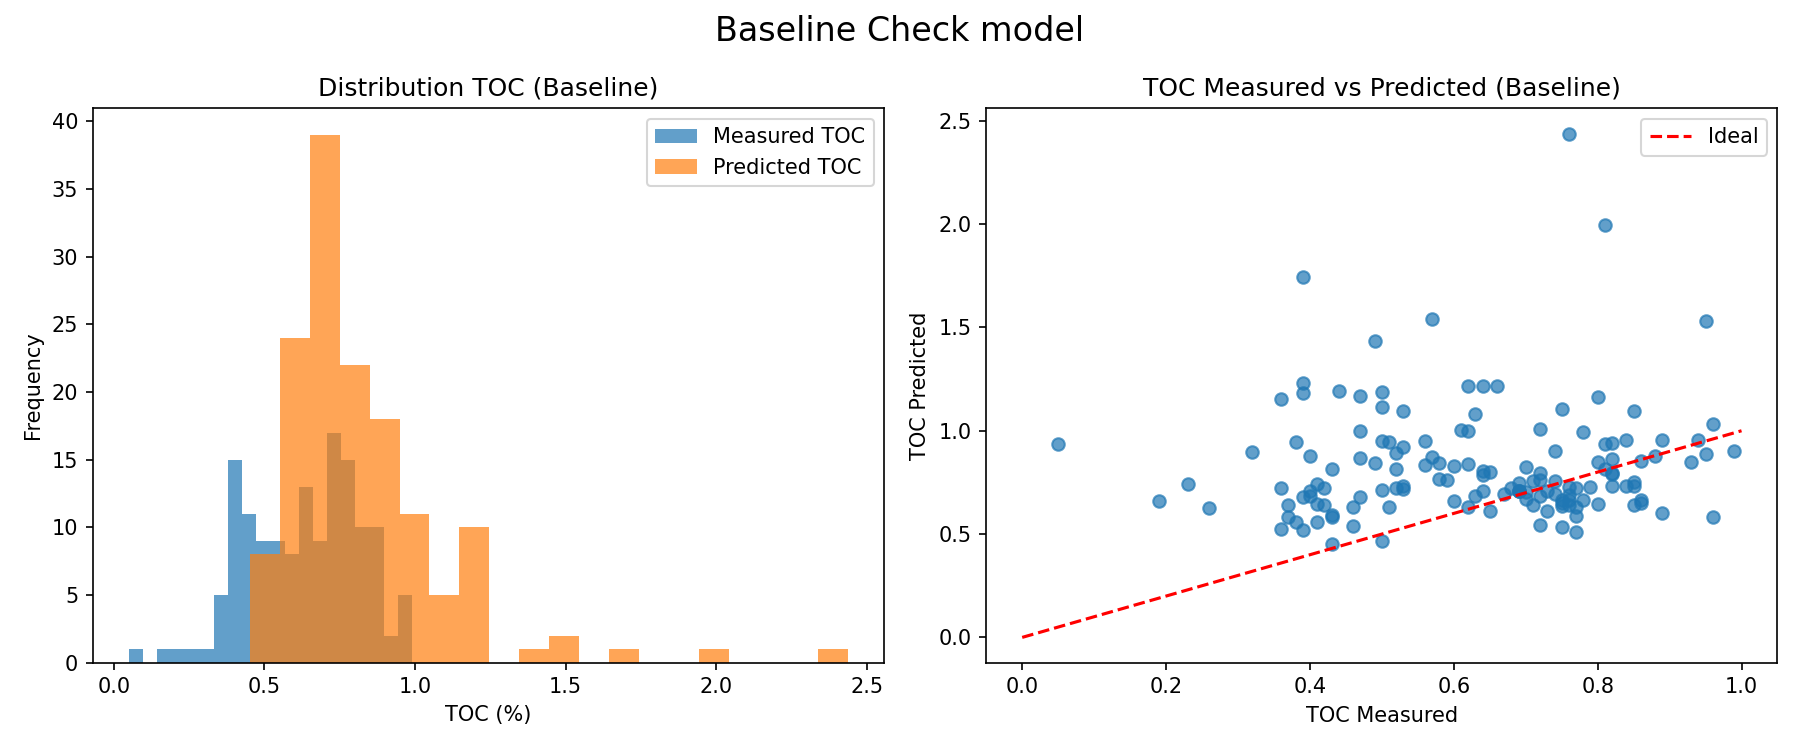 Baseline Check model
Distribution TOC (Baseline)
Measured TOC
Predicted TOC
Frequency
40
35
30
25
20
15
10
5
0
0.0 0.5 1.0 1.5 2.0 2.5
TOC (%)
TOC Measured vs Predicted (Baseline)
Ideal
TOC Predicted
2.5
2.0
1.5
1.0
0.5
0.0
0.0 0.2 0.4 0.6 0.8 1.0
TOC Measured